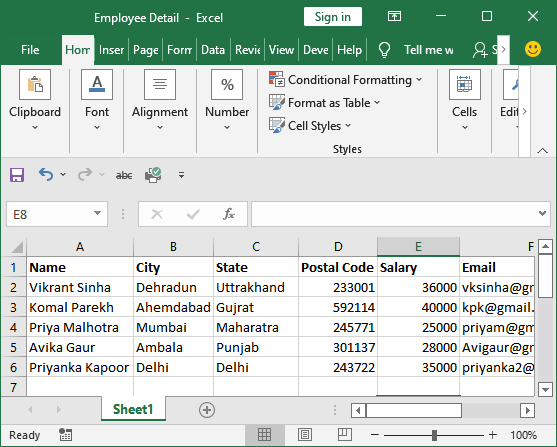 Employee Detail - Excel
Sign in
File Hom Inser Page Form Data Revie View Deve Help Tell me w S
Clipboard Font Alignment % Number Conditional Formatting Format as Table Cell Styles Styles Cells Editi
abc
E8 fx
A B C D E F
1 Name City State Postal Code Salary Email
2 Vikrant Sinha Dehradun Uttrakhand 233001 36000 vksinha@gr
3 Komal Parekh Ahemdabad Gujrat 592114 40000 kpk@gmail.
4 Priya Malhotra Mumbai Maharatra 245771 25000 priyam@gm
5 Avika Gaur Ambala Punjab 301137 28000 Avigaur@gr
6 Priyanka Kapoor Delhi Delhi 243722 35000 priyanka2@
7
Sheet1
Ready 100%